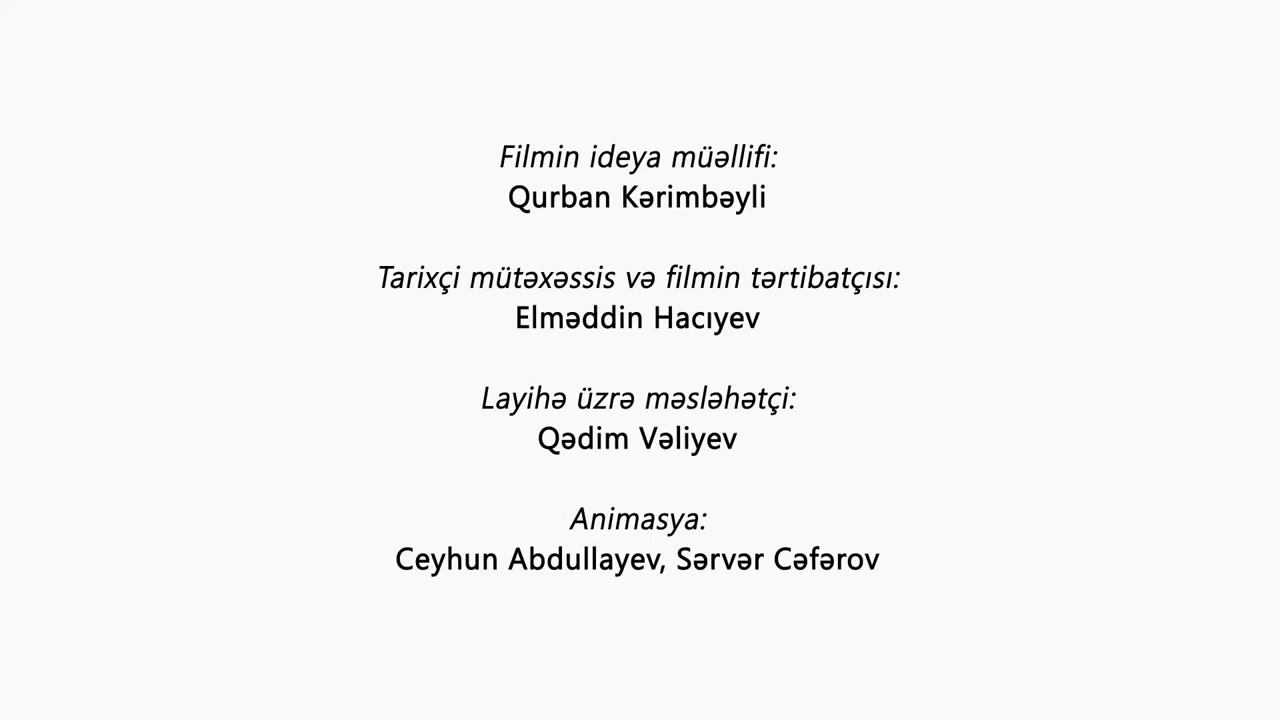 Filmin ideya müəllifi:
Qurban Kərimbəyli
Tarixçi mütəxəssis və filmin tərtibatçısı:
Elməddin Hacıyev
Layihə üzrə məsləhətçi:
Qədim Vəliyev
Animasya:
Ceyhun Abdullayev, Sərvər Cəfərov